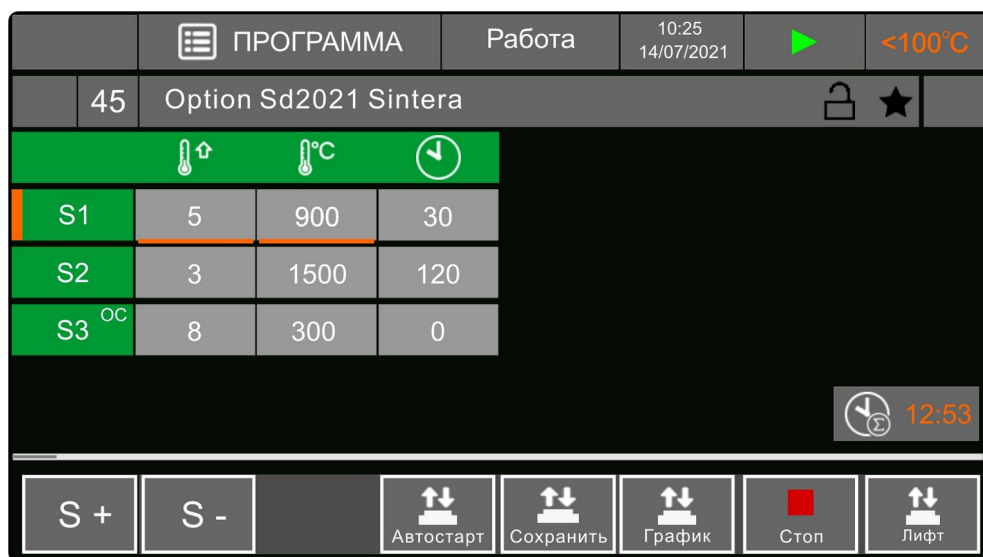 ПРОГРАММА Работа 10:25 <100°C
14/07/2021
45 Option Sd2021 Sintera
°C
S1 5 900 30
S2 3 1500 120
S3 OC 8 300 0
Σ 12:53
S + S -
Автостарт Сохранить График Стоп Лифт